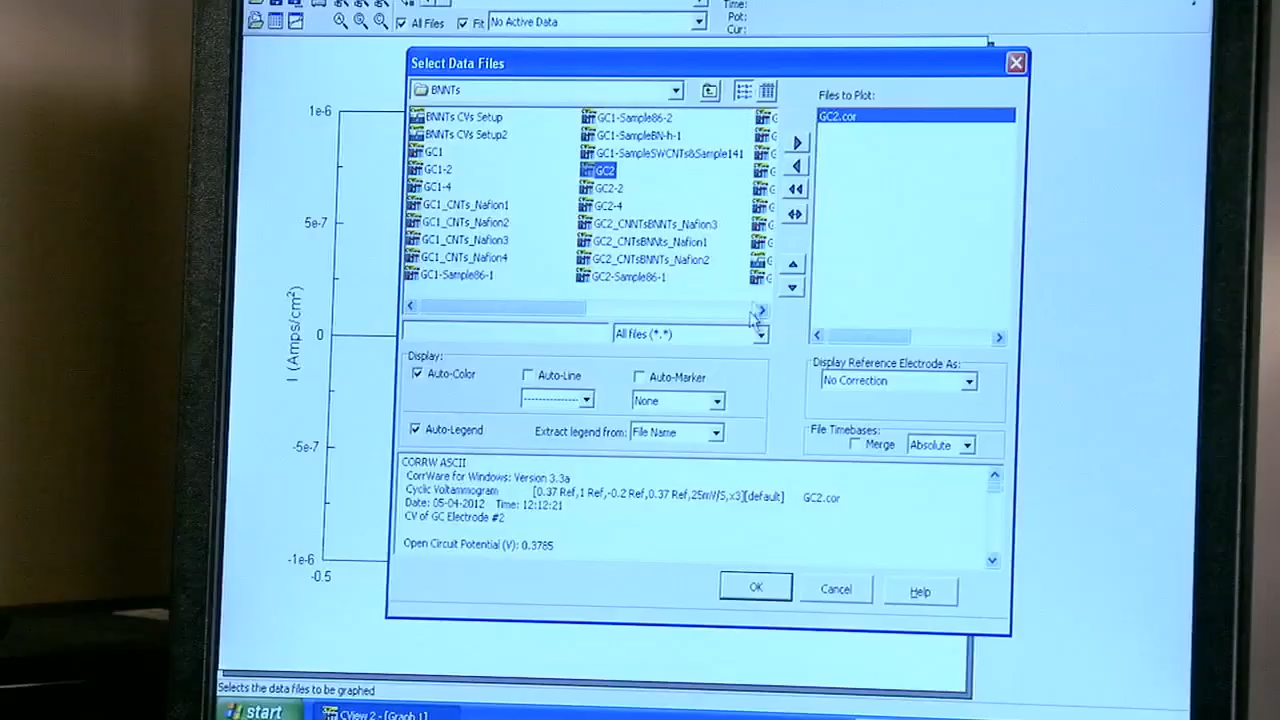 Time:
Pot:
Cur:
All Files
Fit
No Active Data
Select Data Files
BNNTs
Files to Plot:
GC2.cor
BNNTs CVs Setup
BNNTs CVs Setup2
GC1
GC1-2
GC1-4
GC1_CNTs_Nafion1
GC1_CNTs_Nafion2
GC1_CNTs_Nafion3
GC1_CNTs_Nafion4
GC1-Sample86-1
GC1-Sample86-2
GC1-SampleBN-h-1
GC1-SampleSWCNTs&Sample141
GC2
GC2-2
GC2-4
GC2_CNNTsBNNTs_Nafion3
GC2_CNTsBNNts_Nafion1
GC2_CNTsBNNTs_Nafion2
GC2-Sample86-1
All files (*.*)
Display:
Auto-Color
Auto-Line
Auto-Marker
None
Auto-Legend
Extract legend from:
File Name
Display Reference Electrode As:
No Correction
File Timebases:
Merge
Absolute
CORRW ASCII
CorrWare for Windows: Version 3.3a
Cyclic Voltammogram [0.37 Ref,1 Ref,-0.2 Ref,0.37 Ref,25mV/S,x3][default] GC2.cor
Date: 05-04-2012 Time: 12:12:21
CV of GC Electrode #2
Open Circuit Potential (V): 0.3785
OK
Cancel
Help
1e-6
5e-7
0
-5e-7
-1e-6
-0.5
I (Amps/cm²)
Selects the data files to be graphed
start
CView 2 - [Graph 1]